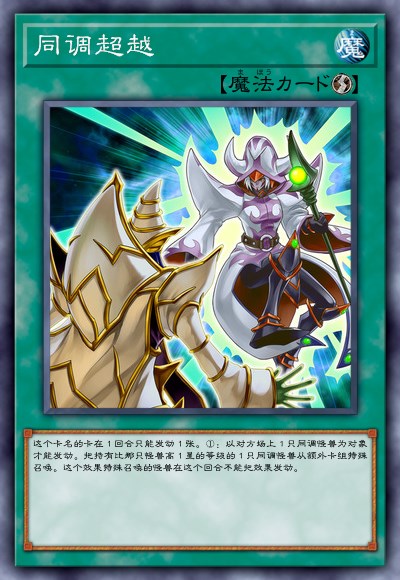 同调超越
魔
【魔法カード】
ま ほう
这个卡名的卡在1回合只能发动1张。①：以对方场上1只同调怪兽为对象
才能发动。把持有比那只怪兽高1星的等级的1只同调怪兽从额外卡组特殊
召唤。这个效果特殊召唤的怪兽在这个回合不能把效果发动。